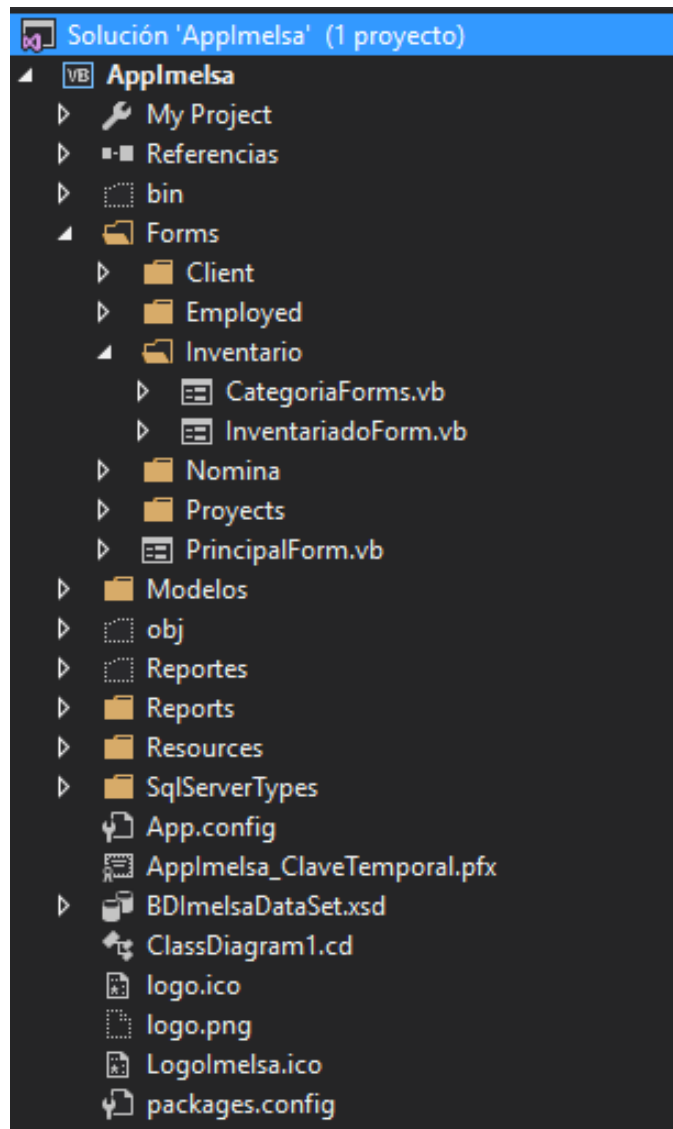 Solución 'AppImelsa' (1 proyecto)
VB AppImelsa
My Project
Referencias
bin
Forms
Client
Employed
Inventario
CategoriaForms.vb
InventariadoForm.vb
Nomina
Proyects
PrincipalForm.vb
Modelos
obj
Reportes
Reports
Resources
SqlServerTypes
App.config
AppImelsa_ClaveTemporal.pfx
BDImelsaDataSet.xsd
ClassDiagram1.cd
logo.ico
logo.png
LogoImelsa.ico
packages.config